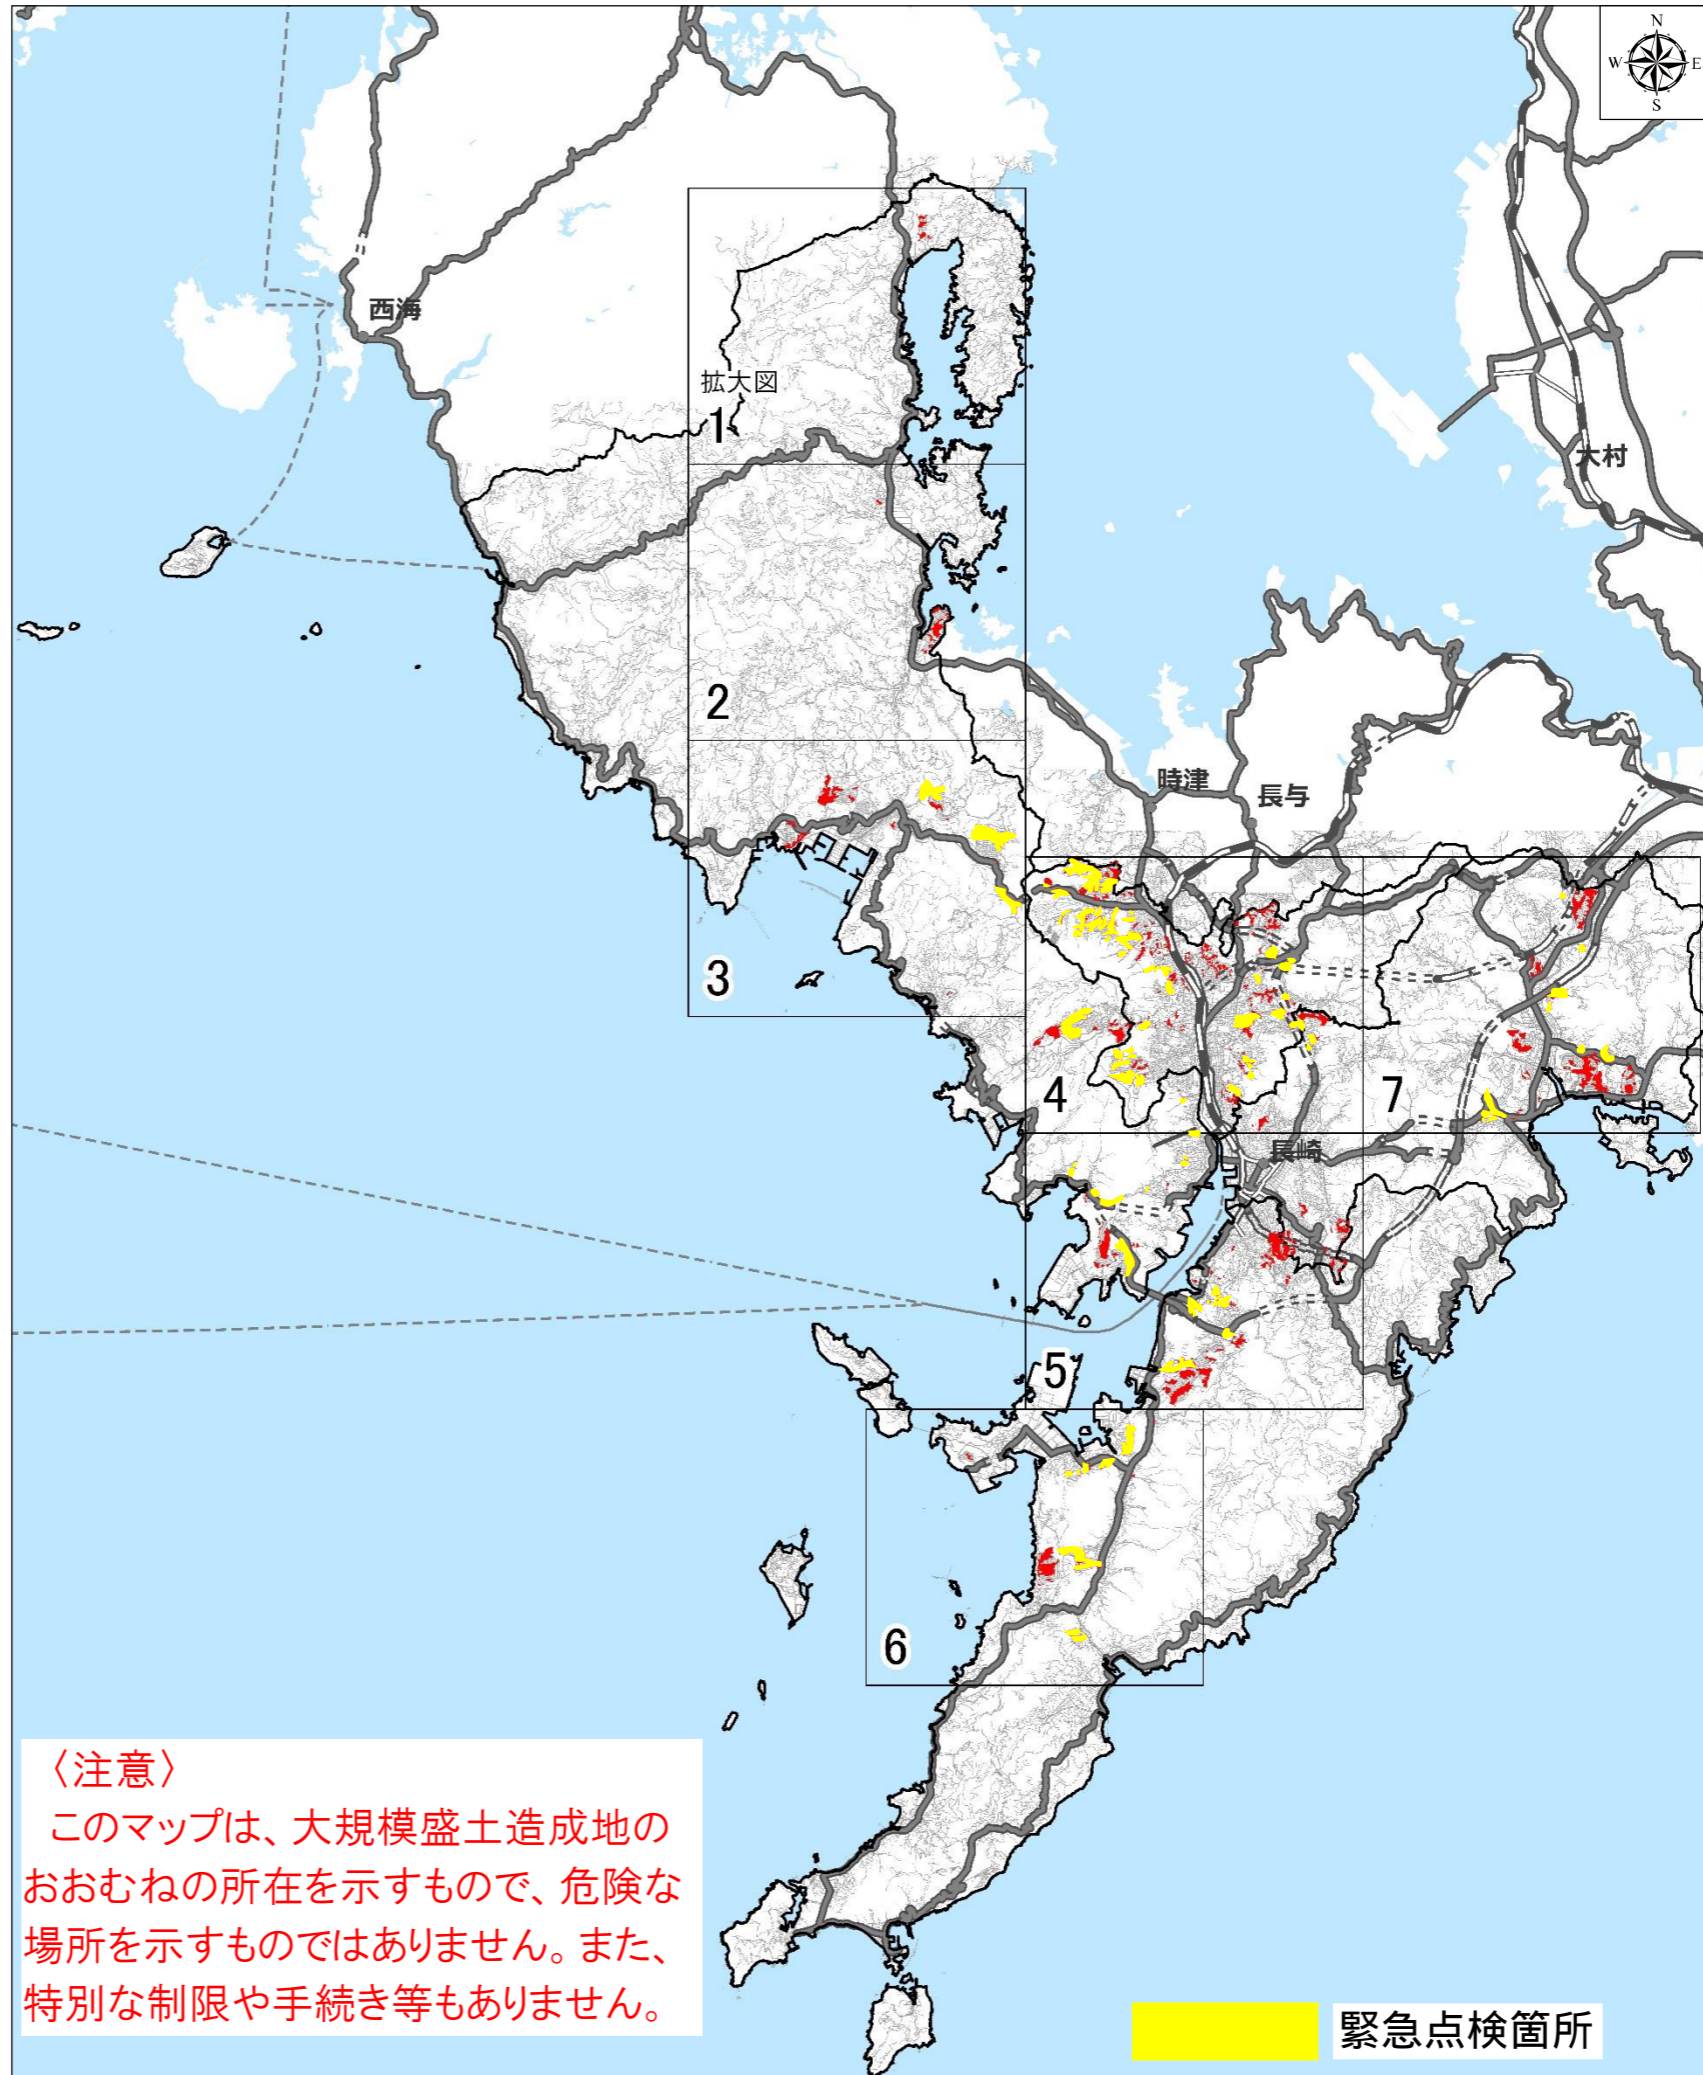 N
W E
S
西海
拡大図
1
大村
2
時津
長与
3
4
7
長崎
5
6
〈注意〉
このマップは、大規模盛土造成地の
おおむねの所在を示すもので、危険な
場所を示すものではありません。また、
特別な制限や手続き等もありません。
緊急点検箇所